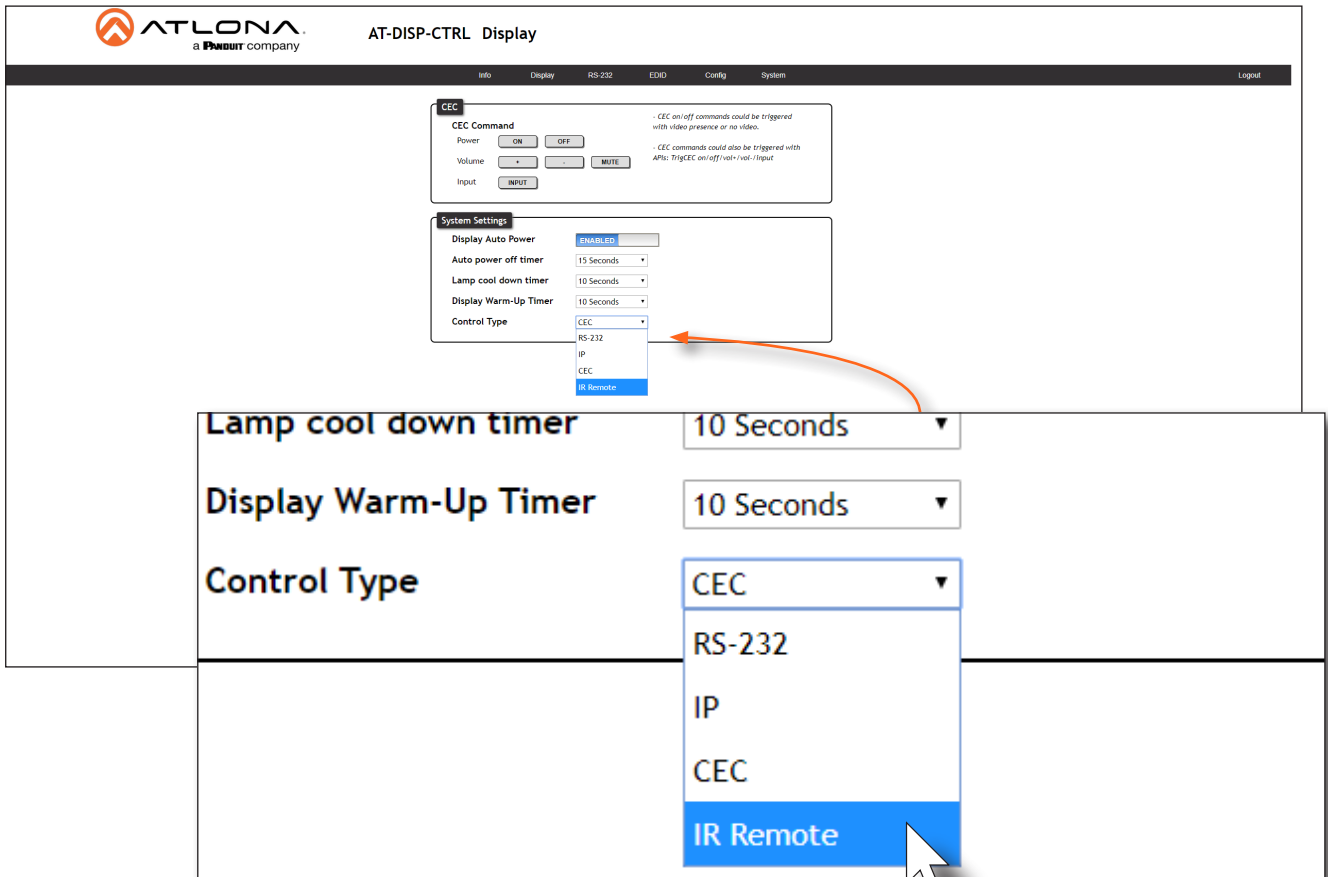 ATLONA.
a PANDUIT company
AT-DISP-CTRL Display
Info Display RS-232 EDID Config System Logout
CEC
CEC Command
Power ON OFF
Volume + - MUTE
Input INPUT
- CEC on/off commands could be triggered
with video presence or no video.
- CEC commands could also be triggered with
APIs: TrigCEC on/off/vol+/vol-/input
System Settings
Display Auto Power ENABLED
Auto power off timer 15 Seconds
Lamp cool down timer 10 Seconds
Display Warm-Up Timer 10 Seconds
Control Type CEC
RS-232
IP
CEC
IR Remote
Lamp cool down timer 10 Seconds
Display Warm-Up Timer 10 Seconds
Control Type CEC
RS-232
IP
CEC
IR Remote